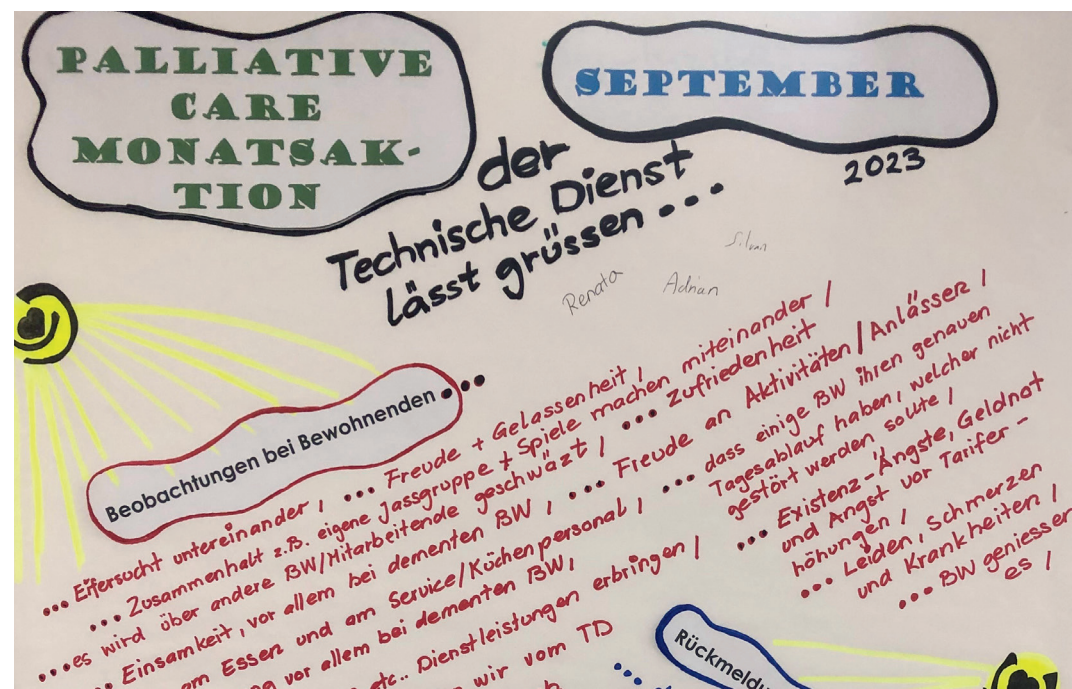 PALLIATIVE
CARE
MONATSAK-
TION
SEPTEMBER
2023
der
Technische Dienst
lässt grüssen ...
Silvan
Renata
Adrian
Beobachtungen bei Bewohnenden ...
... Eifersucht untereinander / ... Freude + Gelassenheit /
... Zusammenhalt z.B. eigene Jassgruppe + Spiele machen miteinander /
... es wird über andere BW/Mitarbeitende geschwäzt / ... Zufriedenheit
... Einsamkeit, vor allem bei dementen BW / ... Freude an Aktivitäten / Anlässen /
am Essen und am Service/Küchenpersonal / ... dass einige BW ihren genauen
Tagesablauf haben, welcher nicht
gestört werden sollte /
vor allem bei dementen BW,
etc.. Dienstleistungen erbringen /
wir vom TD
... Existenz-Ängste, Geldnot
und Angst vor Tarifer-
höhungen /
... Leiden, Schmerzen
und Krankheiten /
... BW geniessen
es /